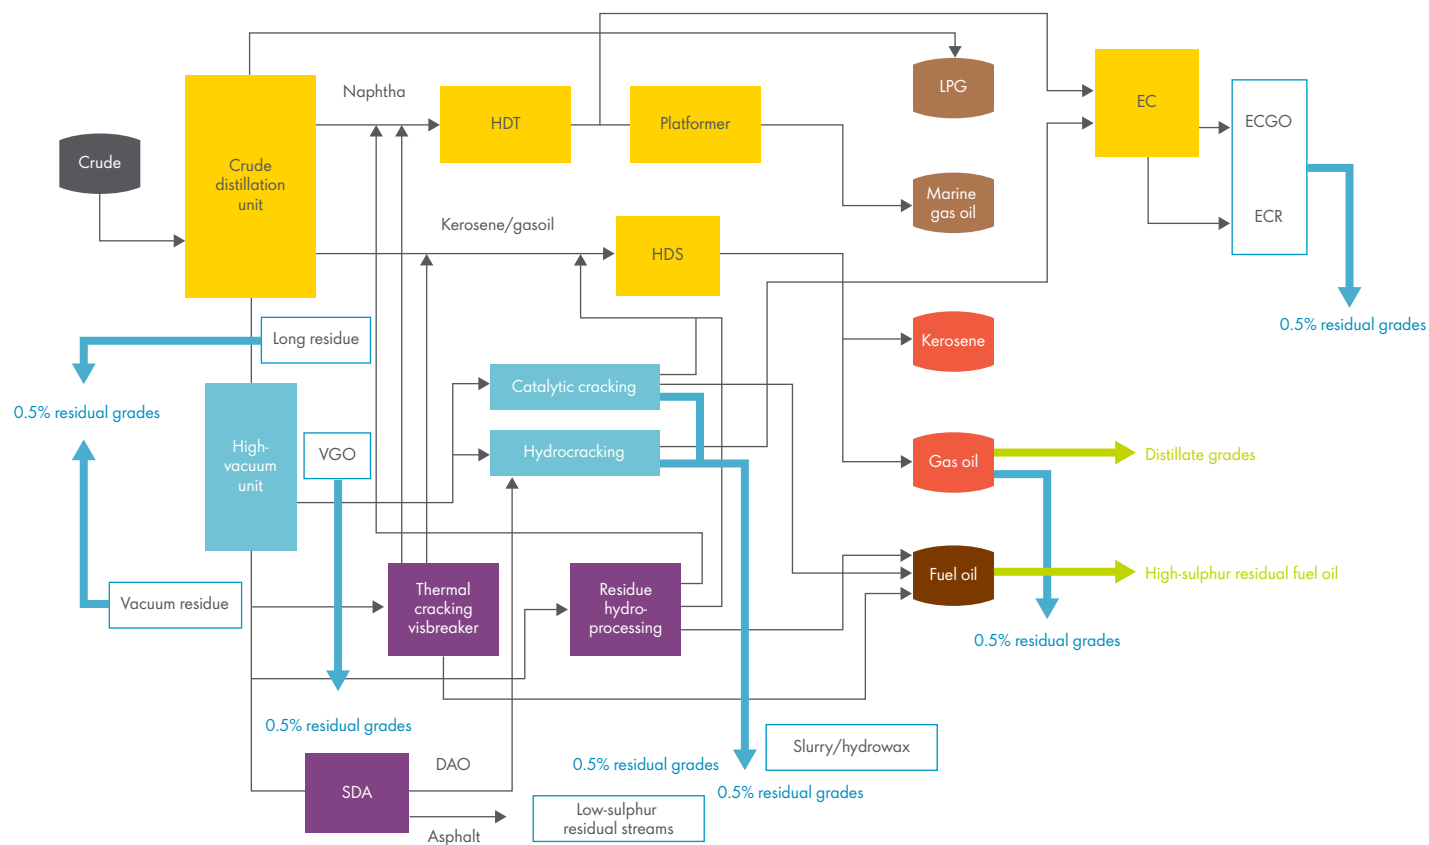 LPG
Naphtha
EC
HDT
Platformer
ECGO
Crude
Crude
distillation
unit
Marine
gas oil
Kerosene/gasoil
ECR
HDS
0.5% residual grades
Long residue
Kerosene
Catalytic cracking
0.5% residual grades
High-
vacuum
unit
VGO
Hydrocracking
Gas oil
Distillate grades
Fuel oil
High-sulphur residual fuel oil
Vacuum residue
Thermal
cracking
visbreaker
Residue
hydro-
processing
0.5% residual grades
0.5% residual grades
Slurry/hydrowax
DAO
0.5% residual grades
SDA
0.5% residual grades
Low-sulphur
residual streams
Asphalt